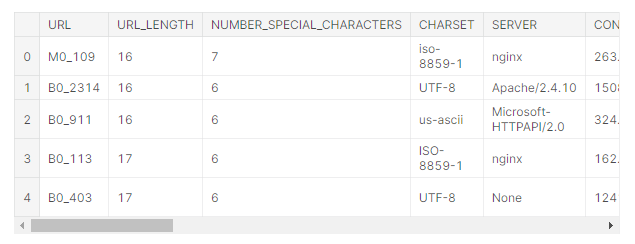 URL URL_LENGTH NUMBER_SPECIAL_CHARACTERS CHARSET SERVER
0 M0_109 16 7 iso-8859-1 nginx 263.
1 B0_2314 16 6 UTF-8 Apache/2.4.10
2 B0_911 16 6 us-ascii Microsoft-HTTPAPI/2.0 324.
3 B0_113 17 6 ISO-8859-1 nginx 162.
4 B0_403 17 6 UTF-8 None 124